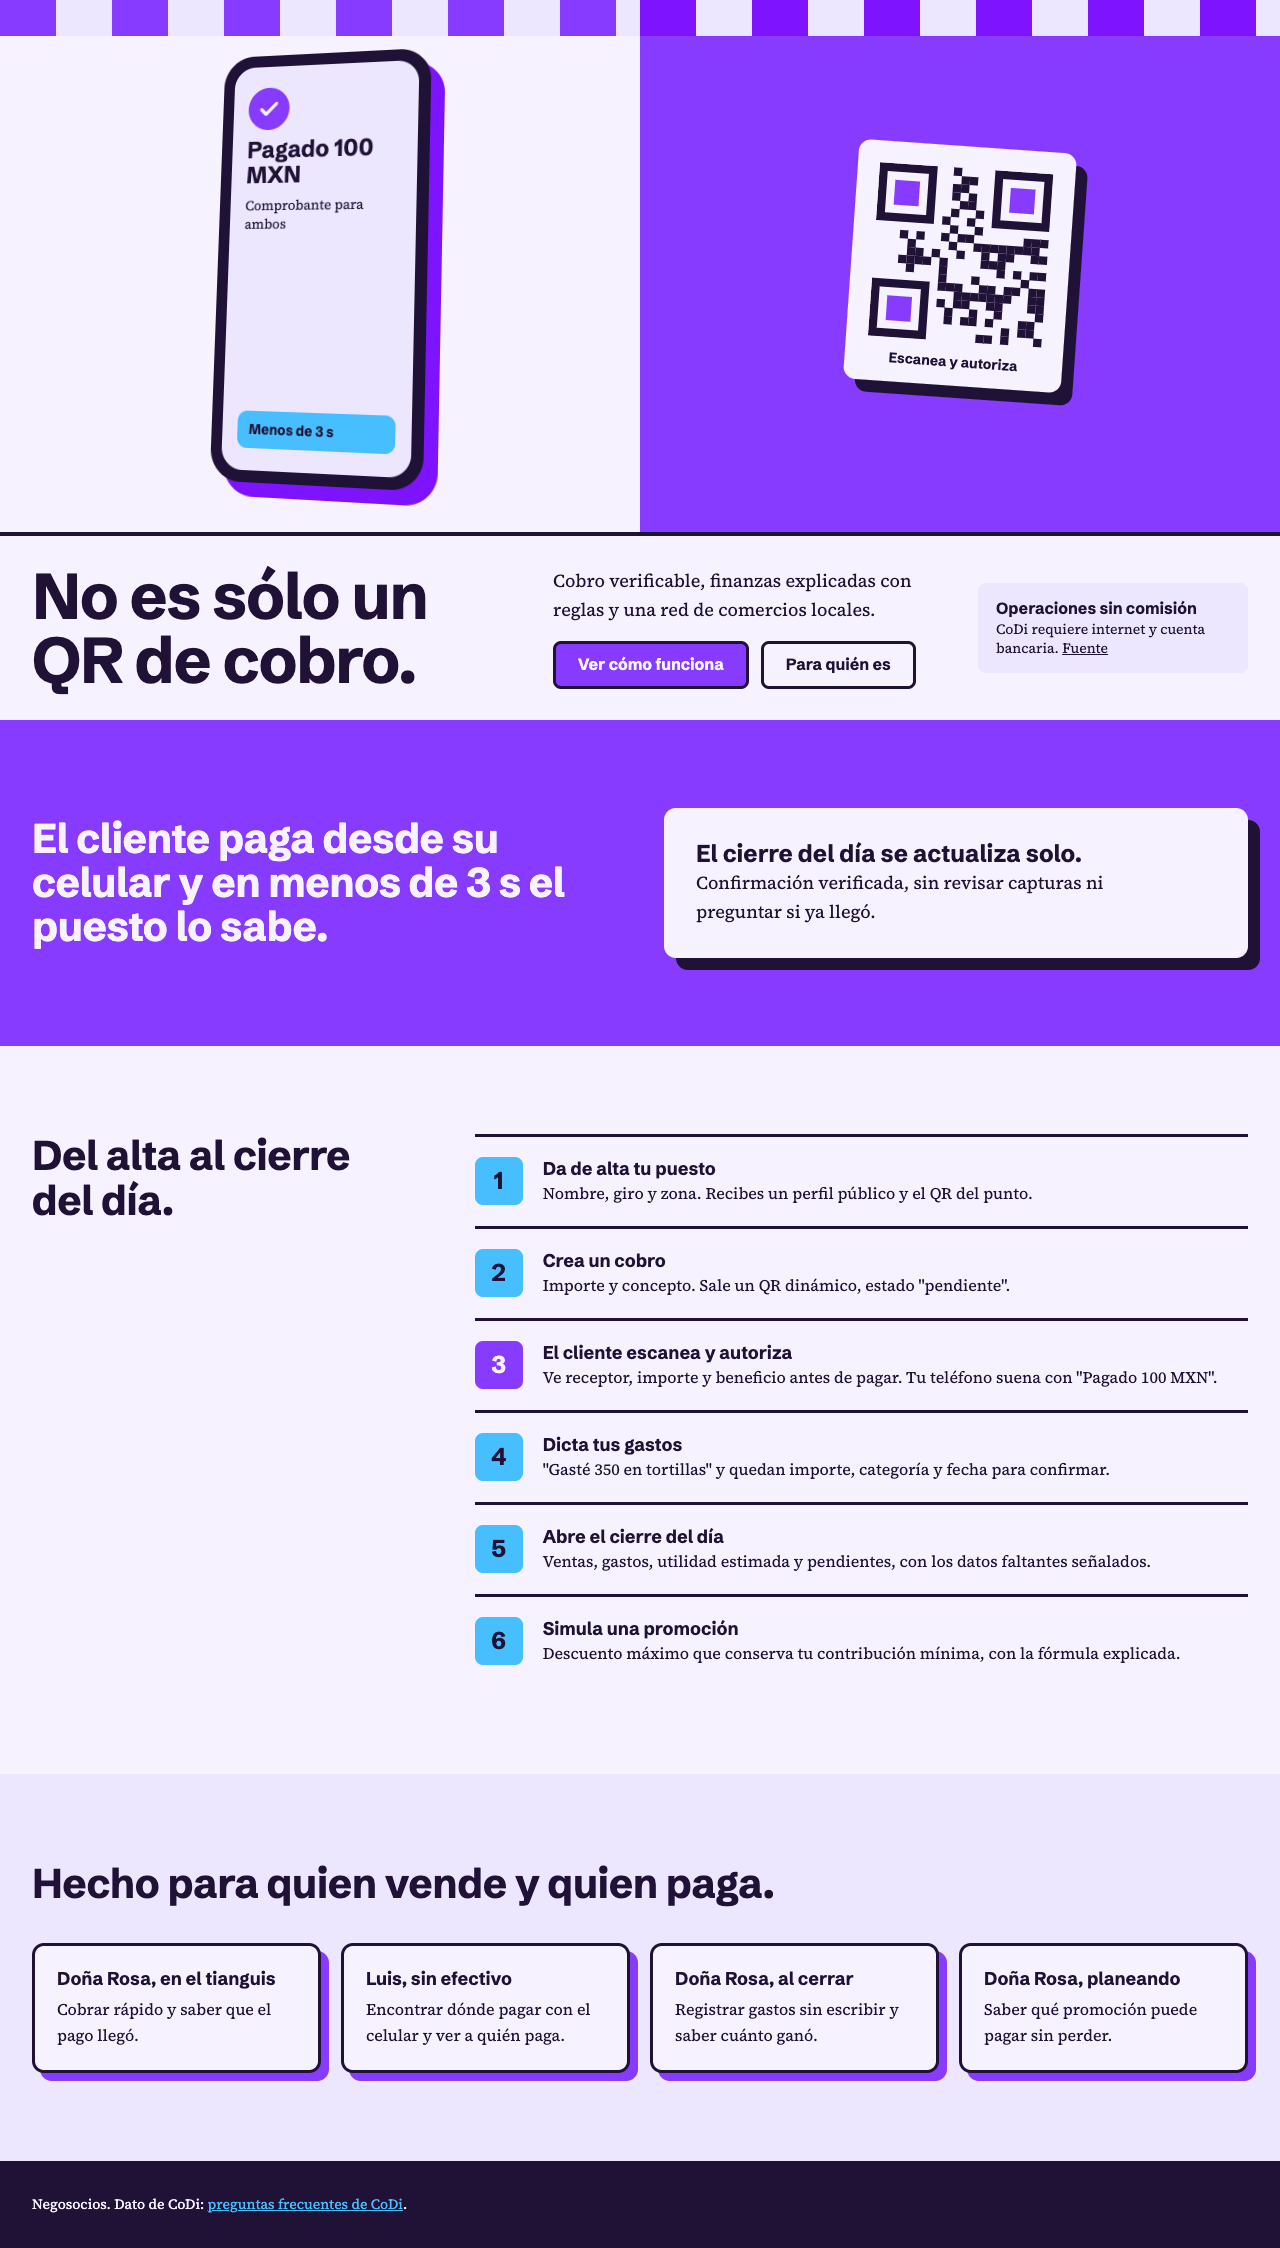 Pagado 100
MXN
Comprobante para
ambos
Menos de 3 s
Escanea y autoriza
No es sólo un
QR de cobro.
Cobro verificable, finanzas explicadas con
reglas y una red de comercios locales.
Ver cómo funciona
Para quién es
Operaciones sin comisión
CoDi requiere internet y cuenta
bancaria. Fuente
El cliente paga desde su
celular y en menos de 3 s el
puesto lo sabe.
El cierre del día se actualiza solo.
Confirmación verificada, sin revisar capturas ni
preguntar si ya llegó.
Del alta al cierre
del día.
1
Da de alta tu puesto
Nombre, giro y zona. Recibes un perfil público y el QR del punto.
2
Crea un cobro
Importe y concepto. Sale un QR dinámico, estado "pendiente".
3
El cliente escanea y autoriza
Ve receptor, importe y beneficio antes de pagar. Tu teléfono suena con "Pagado 100 MXN".
4
Dicta tus gastos
"Gasté 350 en tortillas" y quedan importe, categoría y fecha para confirmar.
5
Abre el cierre del día
Ventas, gastos, utilidad estimada y pendientes, con los datos faltantes señalados.
6
Simula una promoción
Descuento máximo que conserva tu contribución mínima, con la fórmula explicada.
Hecho para quien vende y quien paga.
Doña Rosa, en el tianguis
Cobrar rápido y saber que el
pago llegó.
Luis, sin efectivo
Encontrar dónde pagar con el
celular y ver a quién paga.
Doña Rosa, al cerrar
Registrar gastos sin escribir y
saber cuánto ganó.
Doña Rosa, planeando
Saber qué promoción puede
pagar sin perder.
Negosocios. Dato de CoDi: preguntas frecuentes de CoDi.